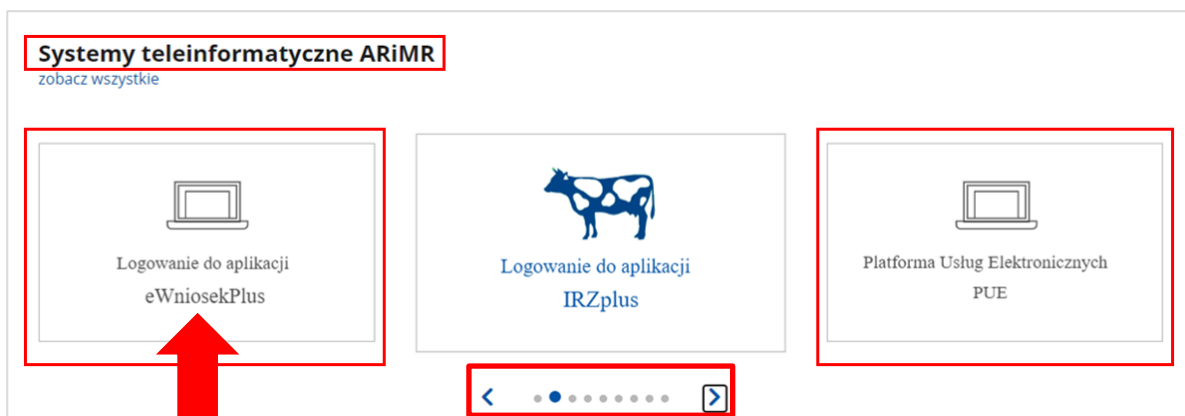 Systemy teleinformatyczne ARiMR
zobacz wszystkie
Logowanie do aplikacji
eWniosekPlus
Logowanie do aplikacji
IRZplus
Platforma Usług Elektronicznych
PUE